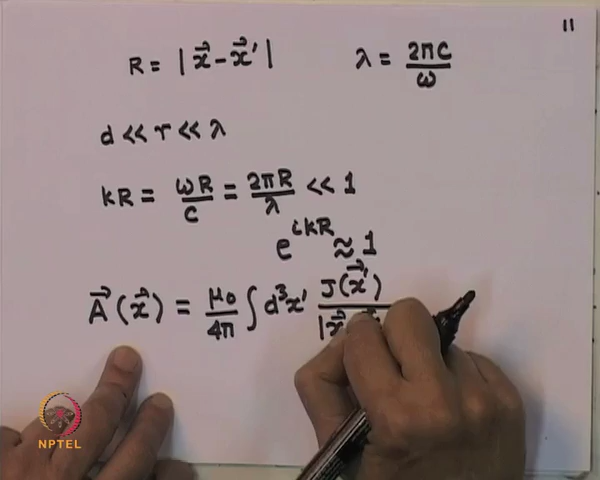 11
R = |x⃗ - x⃗'|    λ = 2πc/ω
d << r << λ
kR = ωR/c = 2πR/λ << 1
e^{ikR} ≈ 1
A⃗(x⃗) = μ₀/4π ∫ d³x' J(x⃗')/|x⃗
NPTEL